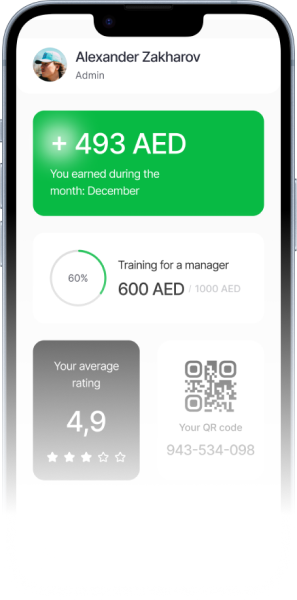 Alexander Zakharov
Admin
+ 493 AED
You earned during the
month: December
60%
Training for a manager
600 AED / 1000 AED
Your average
rating
4,9
Your QR code
943-534-098